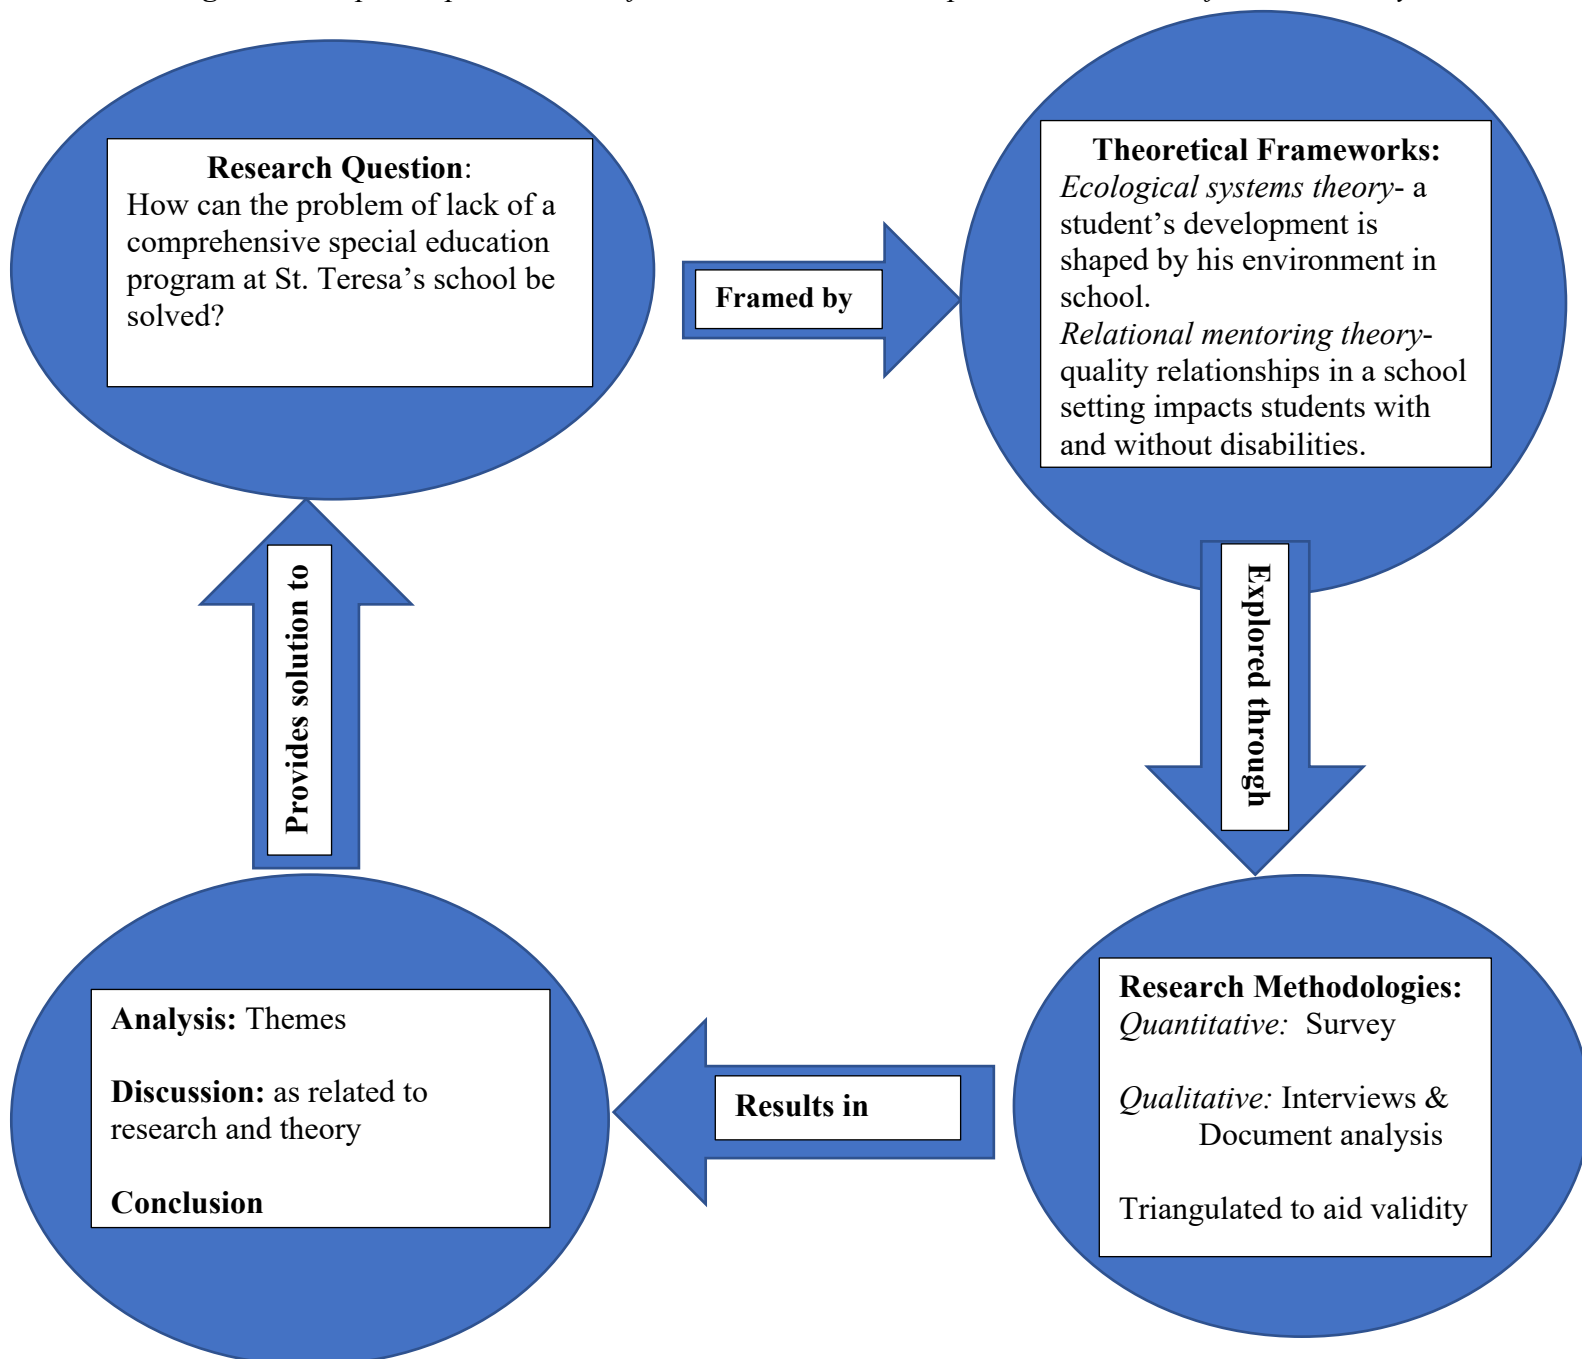 Research Question:
How can the problem of lack of a
comprehensive special education
program at St. Teresa’s school be
solved?
Framed by
Theoretical Frameworks:
Ecological systems theory- a
student’s development is
shaped by his environment in
school.
Relational mentoring theory-
quality relationships in a school
setting impacts students with
and without disabilities.
Explored through
Research Methodologies:
Quantitative: Survey
Qualitative: Interviews &
Document analysis
Triangulated to aid validity
Results in
Analysis: Themes
Discussion: as related to
research and theory
Conclusion
Provides solution to